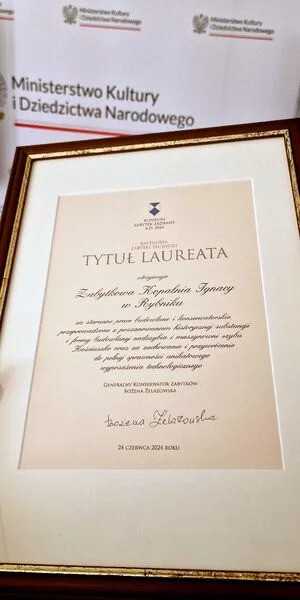 Ministerstwo Kultury
i Dziedzictwa Narodowego
Ministerstwo Kultury
i Dziedzictwa Narodowego
Ministerstwo Kultury
i Dziedzictwa Narodowego
KONKURS
ZABYTEK ZADBANY
A.D. 2024
KATEGORIA
ZABYTKI TECHNIKI
TYTUŁ LAUREATA
otrzymuje
Zabytkowa Kopalnia Ignacy
w Rybniku
za staranne prace budowlane i konserwatorskie,
przeprowadzone z poszanowaniem historycznej substancji
i formy budowlanej nadszybia i maszynowni szybu
Kościuszko oraz za zachowanie i przywrócenie
do pełnej sprawności unikatowego
wyposażenia technologicznego
GENERALNY KONSERWATOR ZABYTKÓW
BOŻENA ŻELAZOWSKA
Bożena Żelazowska
24 CZERWCA 2024 ROKU